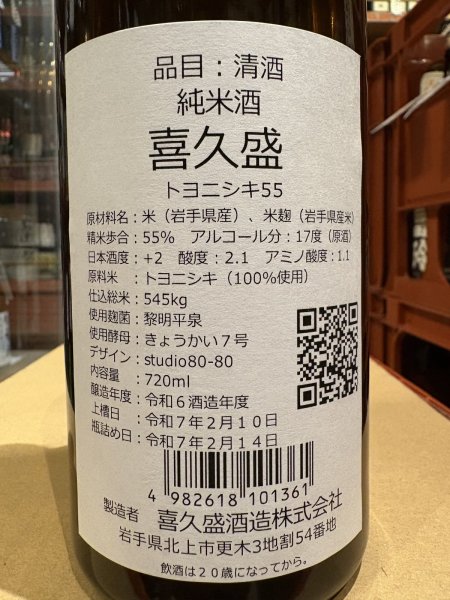 品目：清酒
純米酒
喜久盛
トヨニシキ55
原材料名：米（岩手県産）、米麹（岩手県産米）
精米歩合：55%　アルコール分：17度（原酒）
日本酒度：+2　酸度：2.1　アミノ酸度：1.1
原料米　：トヨニシキ（100%使用）
仕込総米：545kg
使用麹菌：黎明平泉
使用酵母：きょうかい７号
デザイン：studio80-80
内容量　：720ml
醸造年度：令和６酒造年度
上槽日　：令和７年２月１０日
瓶詰め日：令和７年２月１４日
4 982618 101361
製造者　喜久盛酒造株式会社
岩手県北上市更木3地割54番地
飲酒は２０歳になってから。